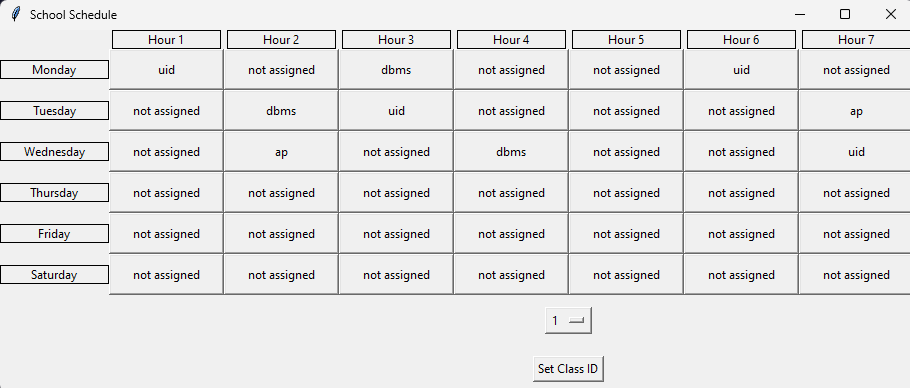 School Schedule
Hour 1 Hour 2 Hour 3 Hour 4 Hour 5 Hour 6 Hour 7
Monday uid not assigned dbms not assigned not assigned uid not assigned
Tuesday not assigned dbms uid not assigned not assigned not assigned ap
Wednesday not assigned ap not assigned dbms not assigned not assigned uid
Thursday not assigned not assigned not assigned not assigned not assigned not assigned not assigned
Friday not assigned not assigned not assigned not assigned not assigned not assigned not assigned
Saturday not assigned not assigned not assigned not assigned not assigned not assigned not assigned
1
Set Class ID